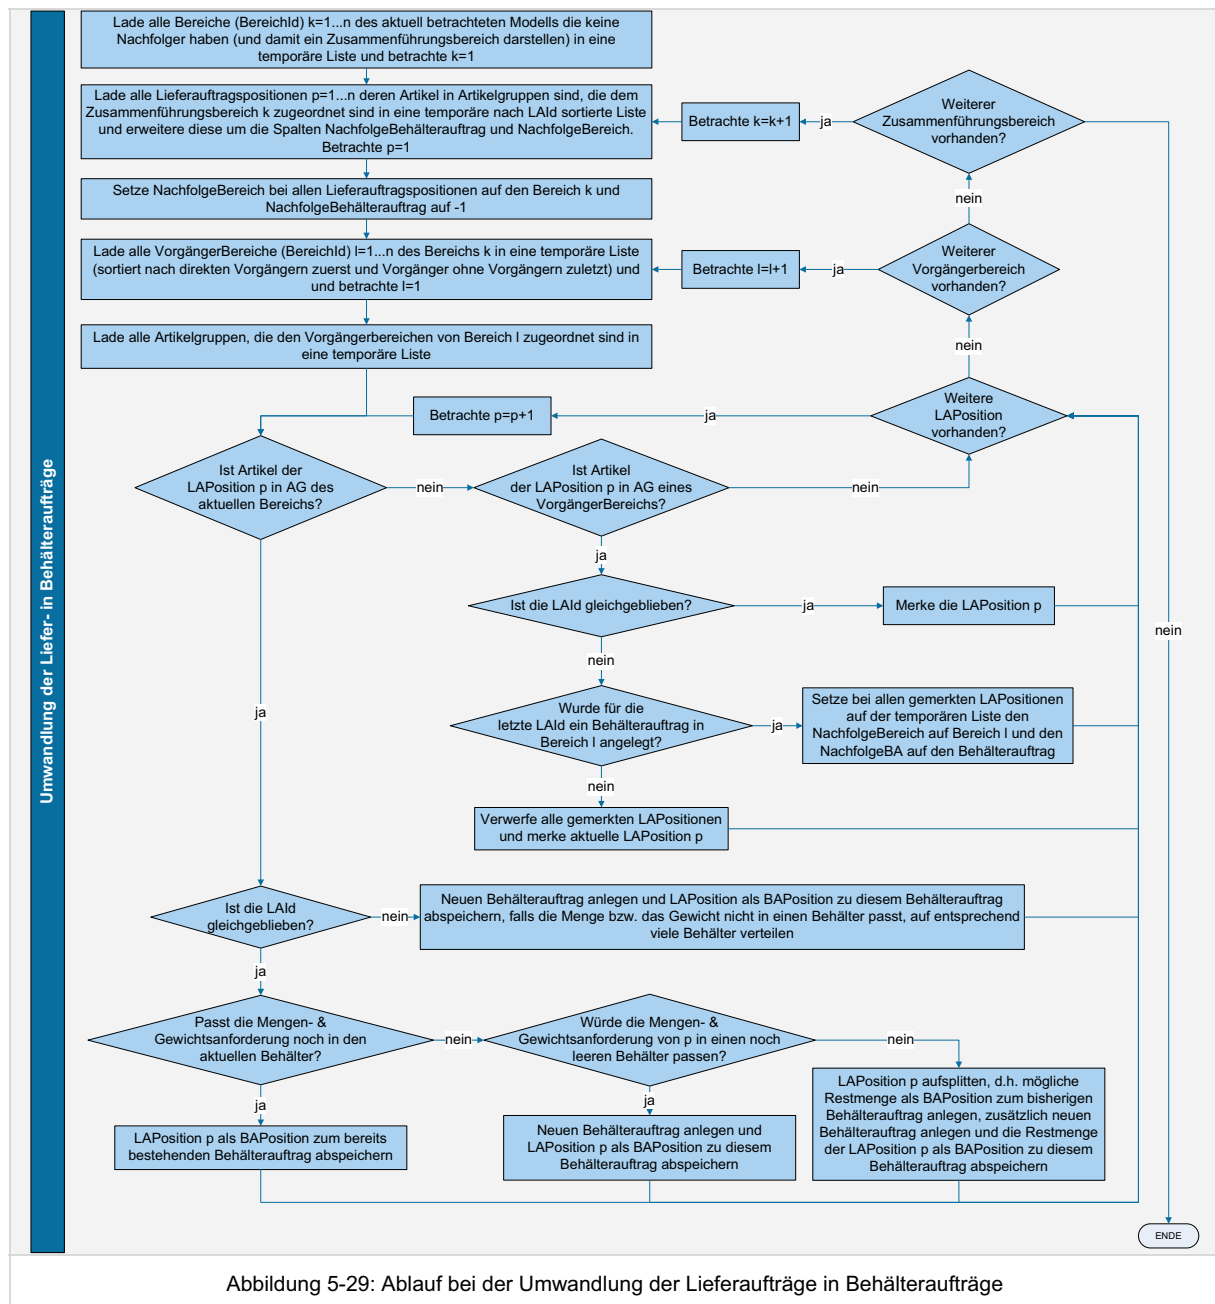 Umwandlung der Liefer- in Behälteraufträge
Lade alle Bereiche (BereichId) k=1...n des aktuell betrachteten Modells die keine
Nachfolger haben (und damit ein Zusammenführungsbereich darstellen) in eine
temporäre Liste und betrachte k=1
Lade alle Lieferauftragspositionen p=1...n deren Artikel in Artikelgruppen sind, die dem
Zusammenführungsbereich k zugeordnet sind in eine temporäre nach LAId sortierte Liste
und erweitere diese um die Spalten NachfolgeBehälterauftrag und NachfolgeBereich.
Betrachte p=1
Betrachte k=k+1
ja
Weiterer
Zusammenführungsbereich
vorhanden?
Setze NachfolgeBereich bei allen Lieferauftragspositionen auf den Bereich k und
NachfolgeBehälterauftrag auf -1
nein
Lade alle VorgängerBereiche (BereichId) l=1...n des Bereichs k in eine temporäre Liste
(sortiert nach direkten Vorgängern zuerst und Vorgänger ohne Vorgängern zuletzt) und
und betrachte l=1
Betrachte l=l+1
ja
Weiterer
Vorgängerbereich
vorhanden?
Lade alle Artikelgruppen, die den Vorgängerbereichen von Bereich l zugeordnet sind in
eine temporäre Liste
nein
Betrachte p=p+1
ja
Weitere
LAPosition
vorhanden?
Ist Artikel der
LAPosition p in AG des
aktuellen Bereichs?
nein
Ist Artikel
der LAPosition p in AG eines
VorgängerBereichs?
nein
ja
Ist die LAId gleichgeblieben?
ja
Merke die LAPosition p
nein
nein
Wurde für die
letzte LAId ein Behälterauftrag in
Bereich l angelegt?
ja
Setze bei allen gemerkten LAPositionen
auf der temporären Liste den
NachfolgeBereich auf Bereich l und den
NachfolgeBA auf den Behälterauftrag
ja
nein
Verwerfe alle gemerkten LAPositionen
und merke aktuelle LAPosition p
Ist die LAId
gleichgeblieben?
nein
Neuen Behälterauftrag anlegen und LAPosition als BAPosition zu diesem Behälterauftrag
abspeichern, falls die Menge bzw. das Gewicht nicht in einen Behälter passt, auf entsprechend
viele Behälter verteilen
ja
Passt die Mengen- &
Gewichtsanforderung noch in den
aktuellen Behälter?
nein
Würde die Mengen- &
Gewichtsanforderung von p in einen noch
leeren Behälter passen?
nein
ja
LAPosition p als BAPosition zum bereits
bestehenden Behälterauftrag abspeichern
ja
Neuen Behälterauftrag anlegen und
LAPosition p als BAPosition zu diesem
Behälterauftrag abspeichern
LAPosition p aufsplitten, d.h. mögliche
Restmenge als BAPosition zum bisherigen
Behälterauftrag anlegen, zusätzlich neuen
Behälterauftrag anlegen und die Restmenge
der LAPosition p als BAPosition zu diesem
Behälterauftrag abspeichern
ENDE
Abbildung 5-29: Ablauf bei der Umwandlung der Lieferaufträge in Behälteraufträge